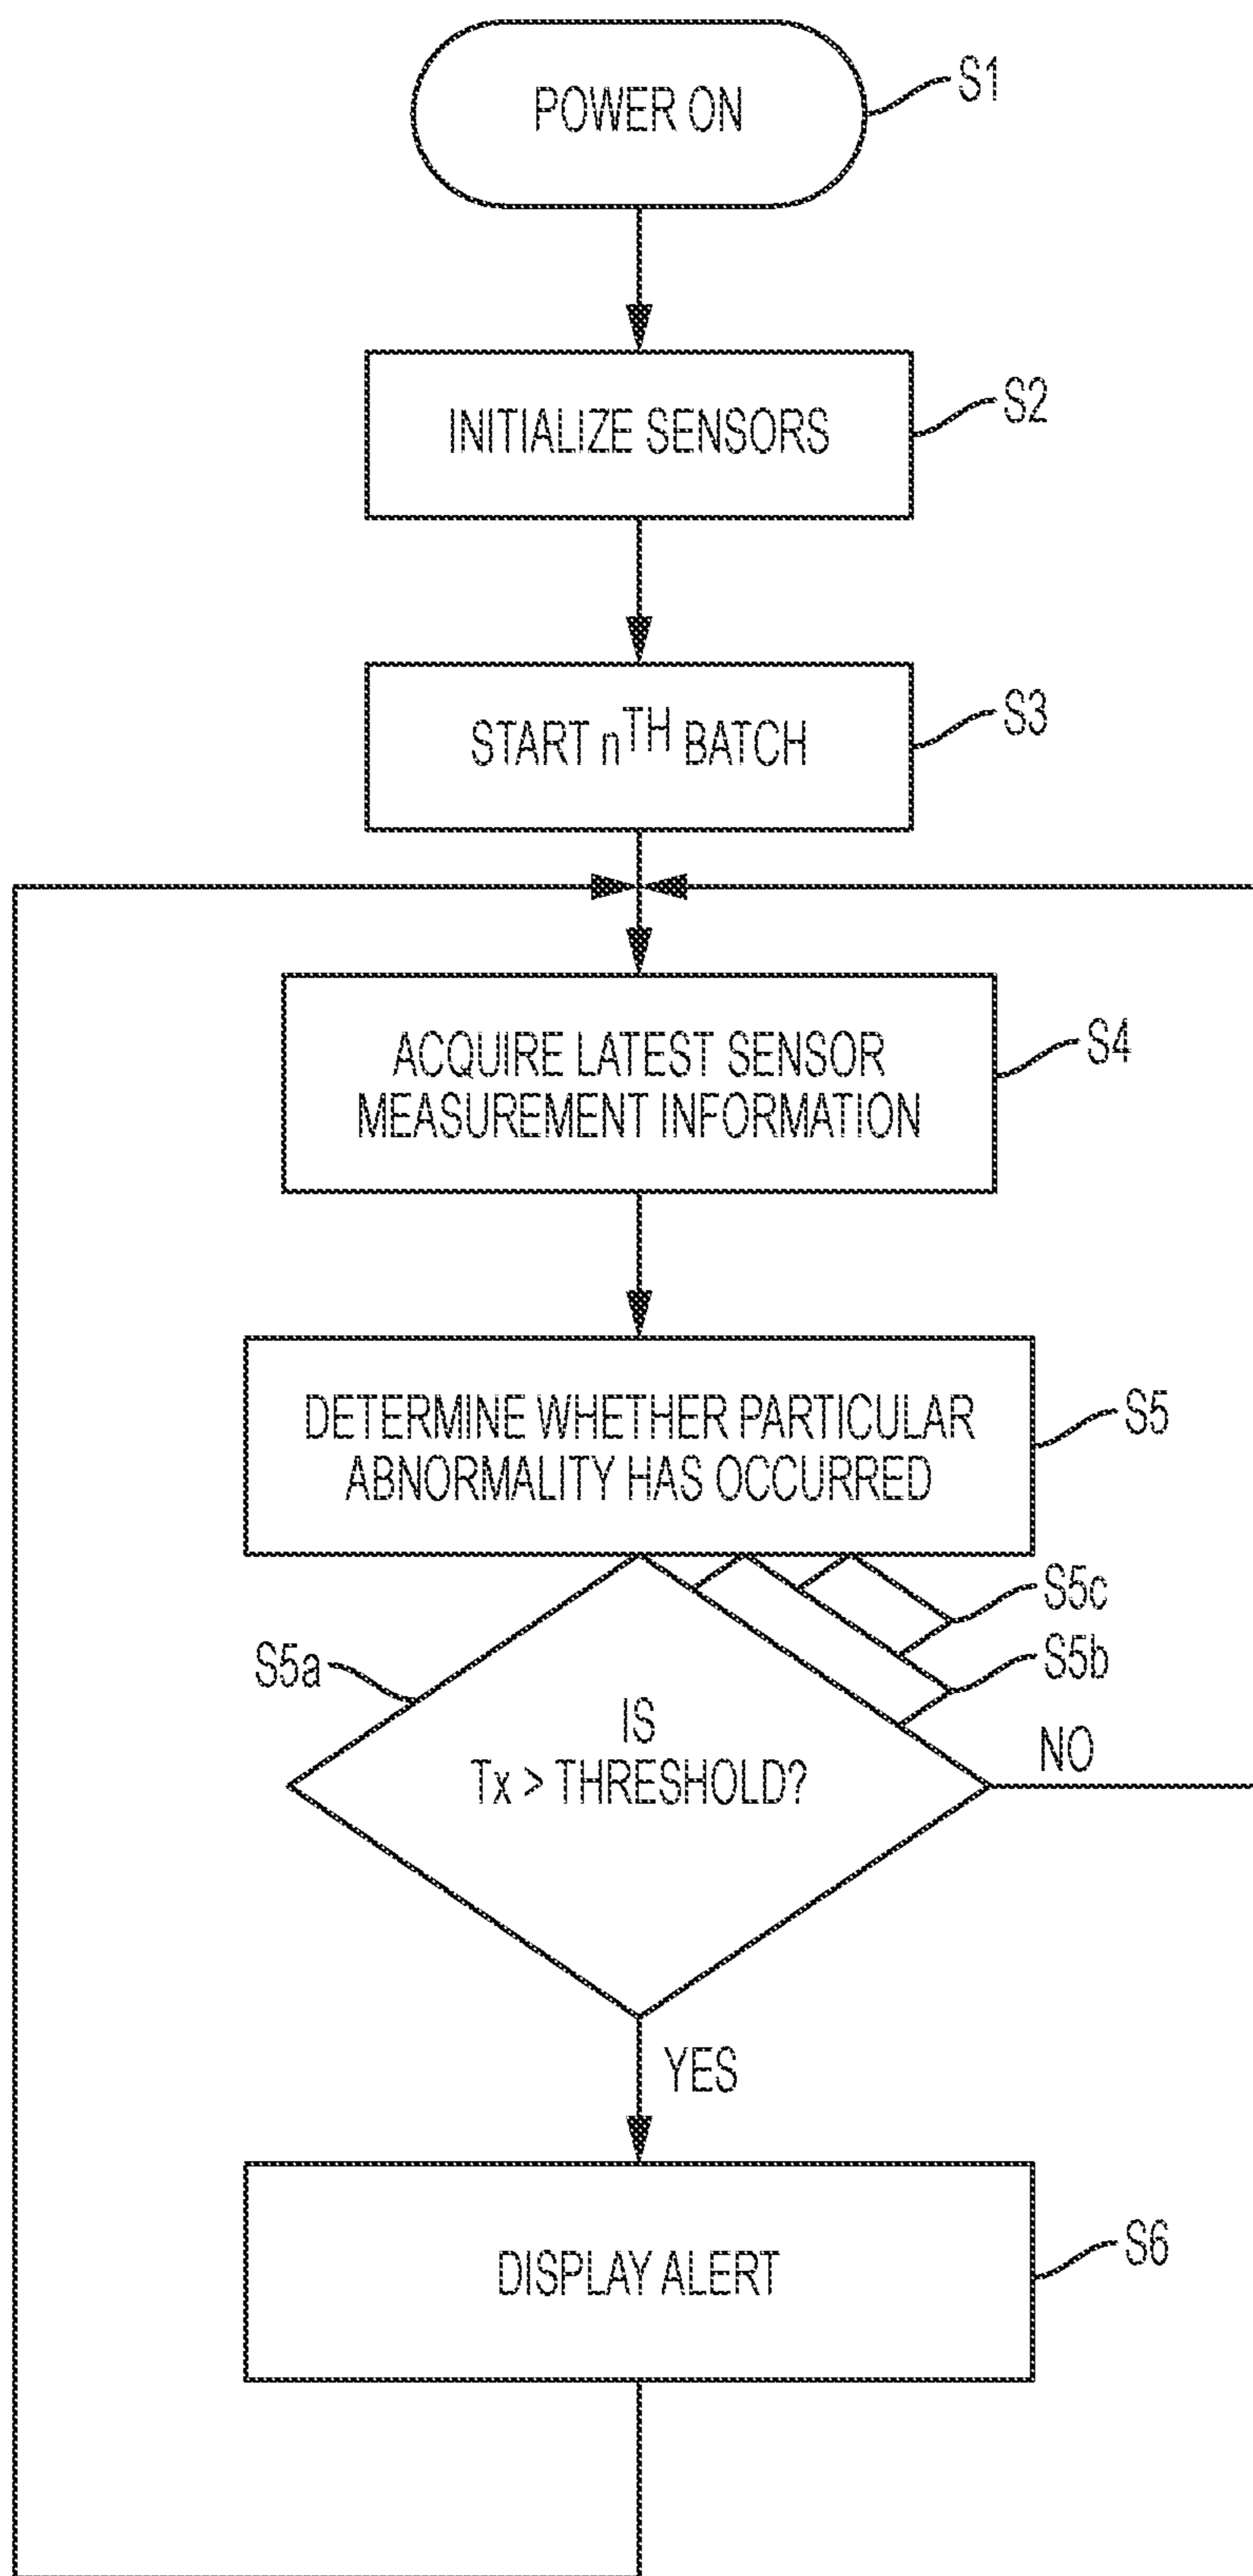 POWER ON
S1
INITIALIZE SENSORS
S2
START nTH BATCH
S3
ACQUIRE LATEST SENSOR
MEASUREMENT INFORMATION
S4
DETERMINE WHETHER PARTICULAR
ABNORMALITY HAS OCCURRED
S5
S5c
S5b
S5a
IS
Tx > THRESHOLD?
NO
YES
DISPLAY ALERT
S6